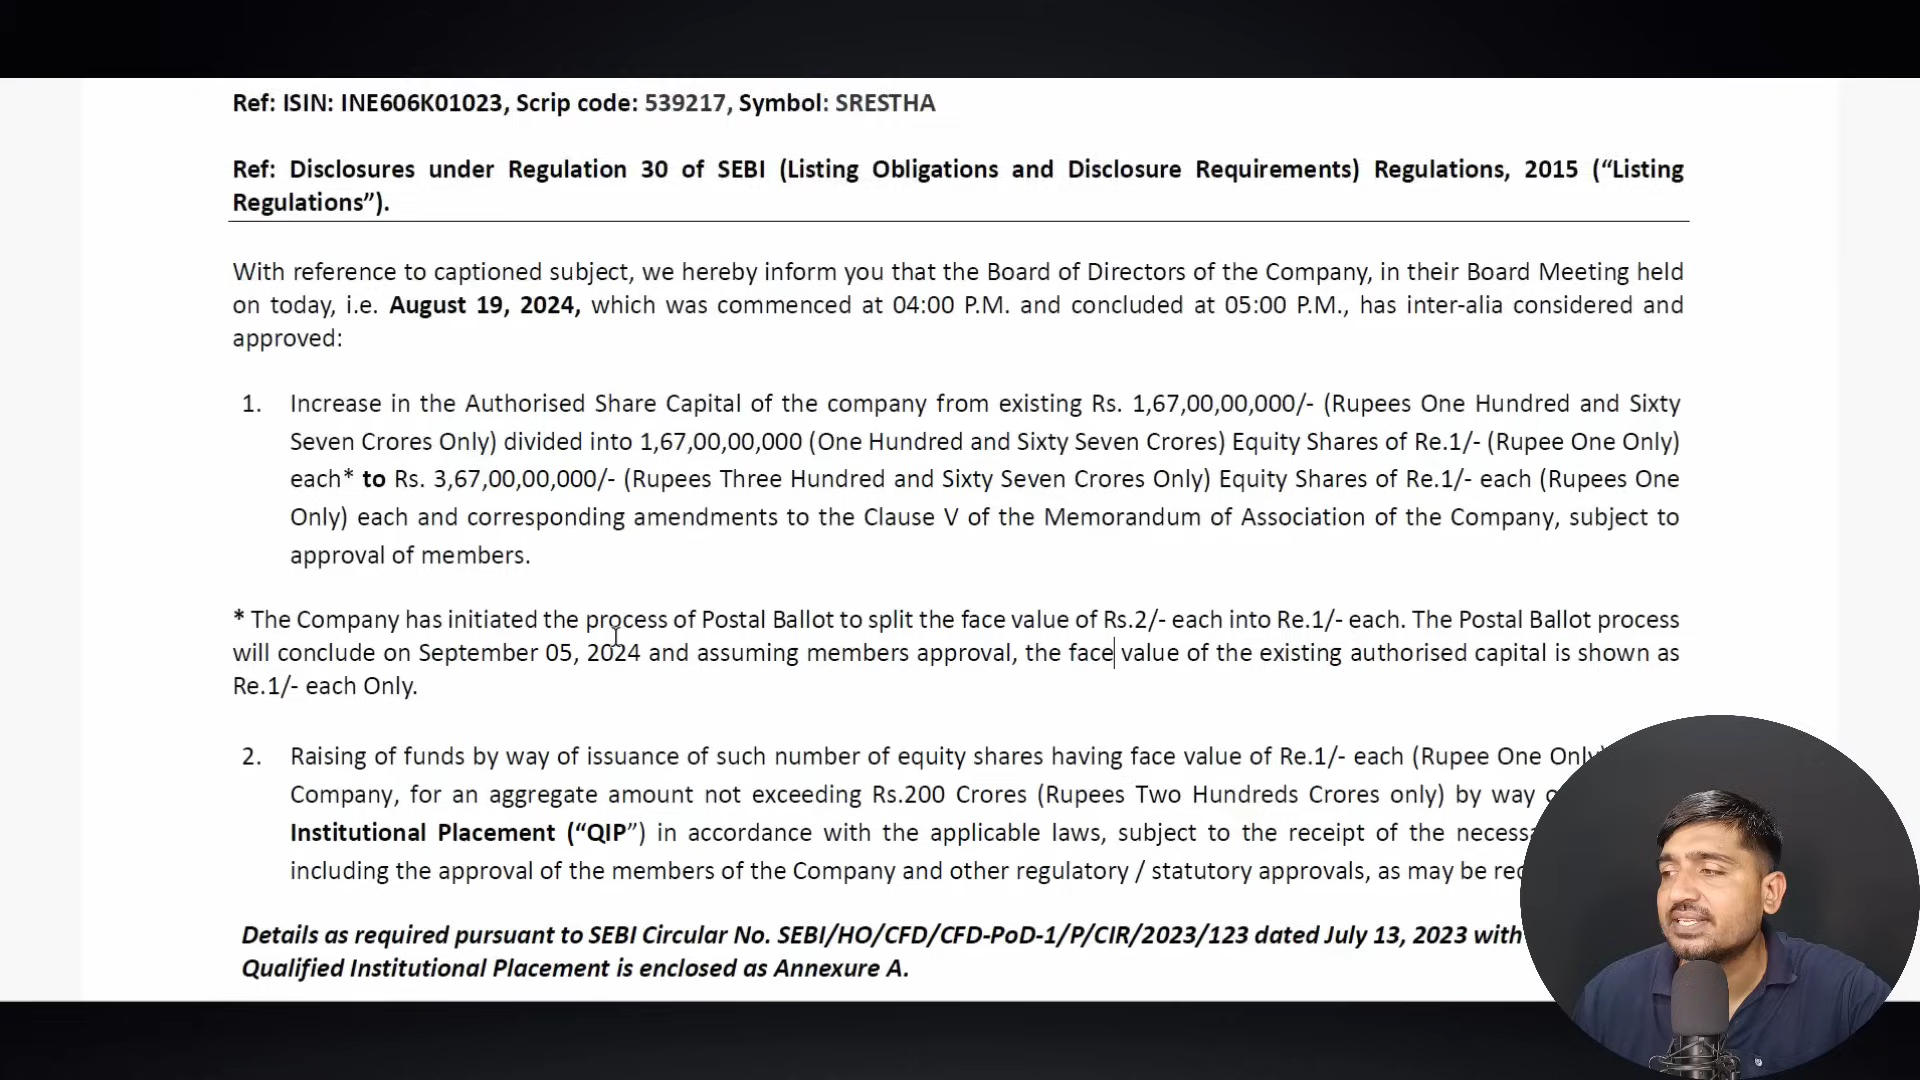 Ref: ISIN: INE606K01023, Scrip code: 539217, Symbol: SRESTHA
Ref: Disclosures under Regulation 30 of SEBI (Listing Obligations and Disclosure Requirements) Regulations, 2015 (“Listing
Regulations”).
With reference to captioned subject, we hereby inform you that the Board of Directors of the Company, in their Board Meeting held
on today, i.e. August 19, 2024, which was commenced at 04:00 P.M. and concluded at 05:00 P.M., has inter-alia considered and
approved:
1. Increase in the Authorised Share Capital of the company from existing Rs. 1,67,00,00,000/- (Rupees One Hundred and Sixty
Seven Crores Only) divided into 1,67,00,00,000 (One Hundred and Sixty Seven Crores) Equity Shares of Re.1/- (Rupee One Only)
each* to Rs. 3,67,00,00,000/- (Rupees Three Hundred and Sixty Seven Crores Only) Equity Shares of Re.1/- each (Rupees One
Only) each and corresponding amendments to the Clause V of the Memorandum of Association of the Company, subject to
approval of members.
* The Company has initiated the process of Postal Ballot to split the face value of Rs.2/- each into Re.1/- each. The Postal Ballot process
will conclude on September 05, 2024 and assuming members approval, the face value of the existing authorised capital is shown as
Re.1/- each Only.
2. Raising of funds by way of issuance of such number of equity shares having face value of Re.1/- each (Rupee One Only)
Company, for an aggregate amount not exceeding Rs.200 Crores (Rupees Two Hundreds Crores only) by way
Institutional Placement (“QIP”) in accordance with the applicable laws, subject to the receipt of the
including the approval of the members of the Company and other regulatory / statutory approvals, as may be
Details as required pursuant to SEBI Circular No. SEBI/HO/CFD/CFD-PoD-1/P/CIR/2023/123 dated July 13, 2023 with
Qualified Institutional Placement is enclosed as Annexure A.